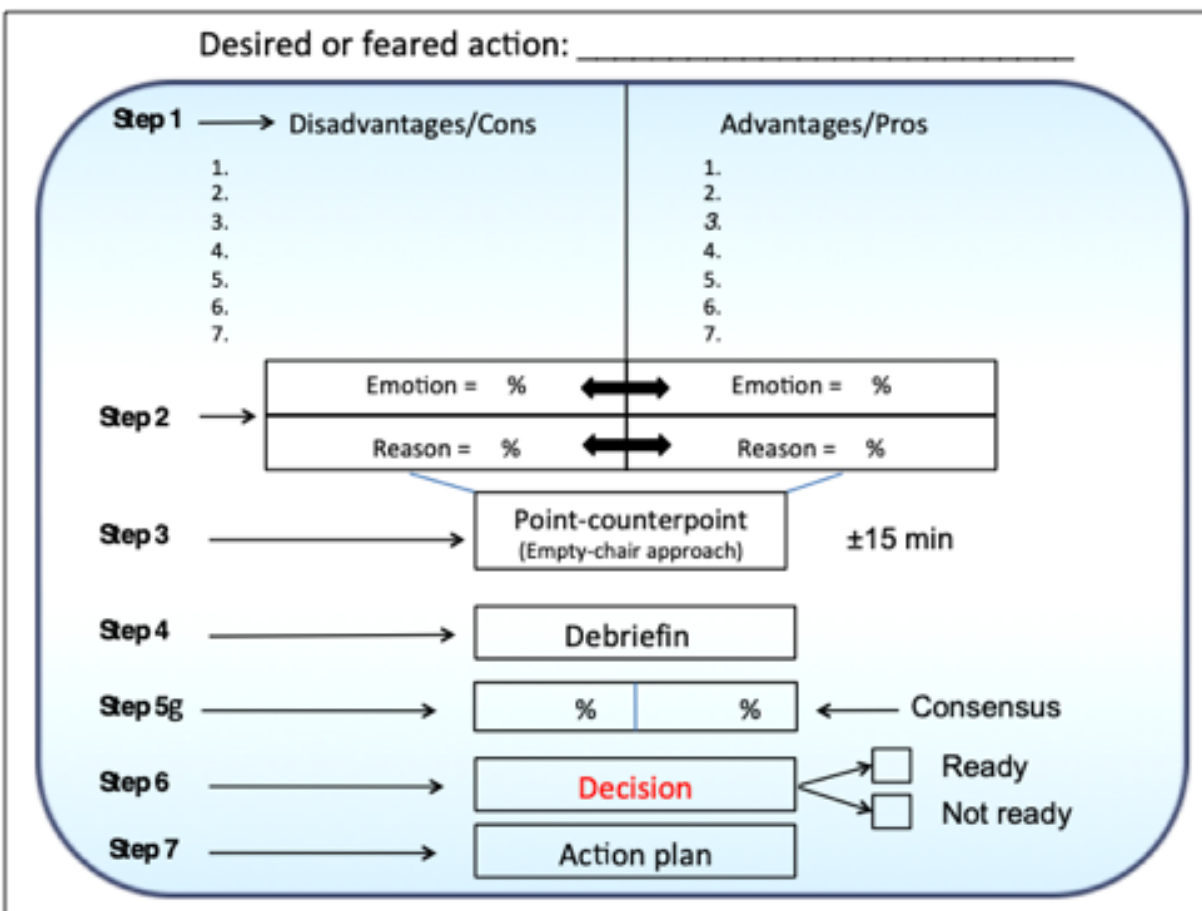 Desired or feared action: ___________________________
Step 1 Disadvantages/Cons Advantages/Pros
1. 1.
2. 2.
3. 3.
4. 4.
5. 5.
6. 6.
7. 7.
Emotion = % Emotion = %
Step 2
Reason = % Reason = %
Step 3 Point-counterpoint
(Empty-chair approach) ±15 min
Step 4 Debriefin
Step 5g % % Consensus
Step 6 Decision Ready
Not ready
Step 7 Action plan